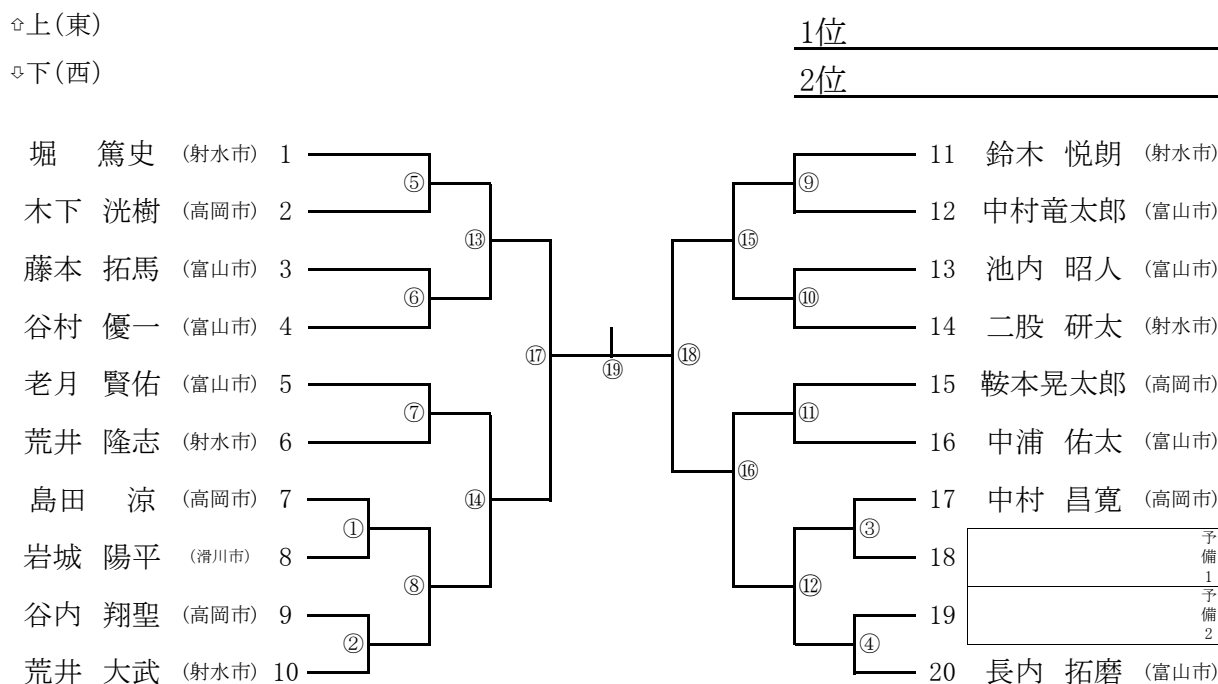 ⇧上(東)
1位
⇩下(西)
2位
堀 篤史 (射水市) 1
⑤
木下 洸樹 (高岡市) 2
⑬
藤本 拓馬 (富山市) 3
⑥
谷村 優一 (富山市) 4
⑰
老月 賢佑 (富山市) 5
⑦
荒井 隆志 (射水市) 6
⑭
島田 涼 (高岡市) 7
①
岩城 陽平 (滑川市) 8
⑧
谷内 翔聖 (高岡市) 9
②
荒井 大武 (射水市) 10
⑲
11 鈴木 悦朗 (射水市)
⑨
12 中村竜太郎 (富山市)
⑮
13 池内 昭人 (富山市)
⑩
14 二股 研太 (射水市)
⑱
15 鞍本晃太郎 (高岡市)
⑪
16 中浦 佑太 (富山市)
⑯
17 中村 昌寛 (高岡市)
③
18 予備1
⑫
19 予備2
④
20 長内 拓磨 (富山市)